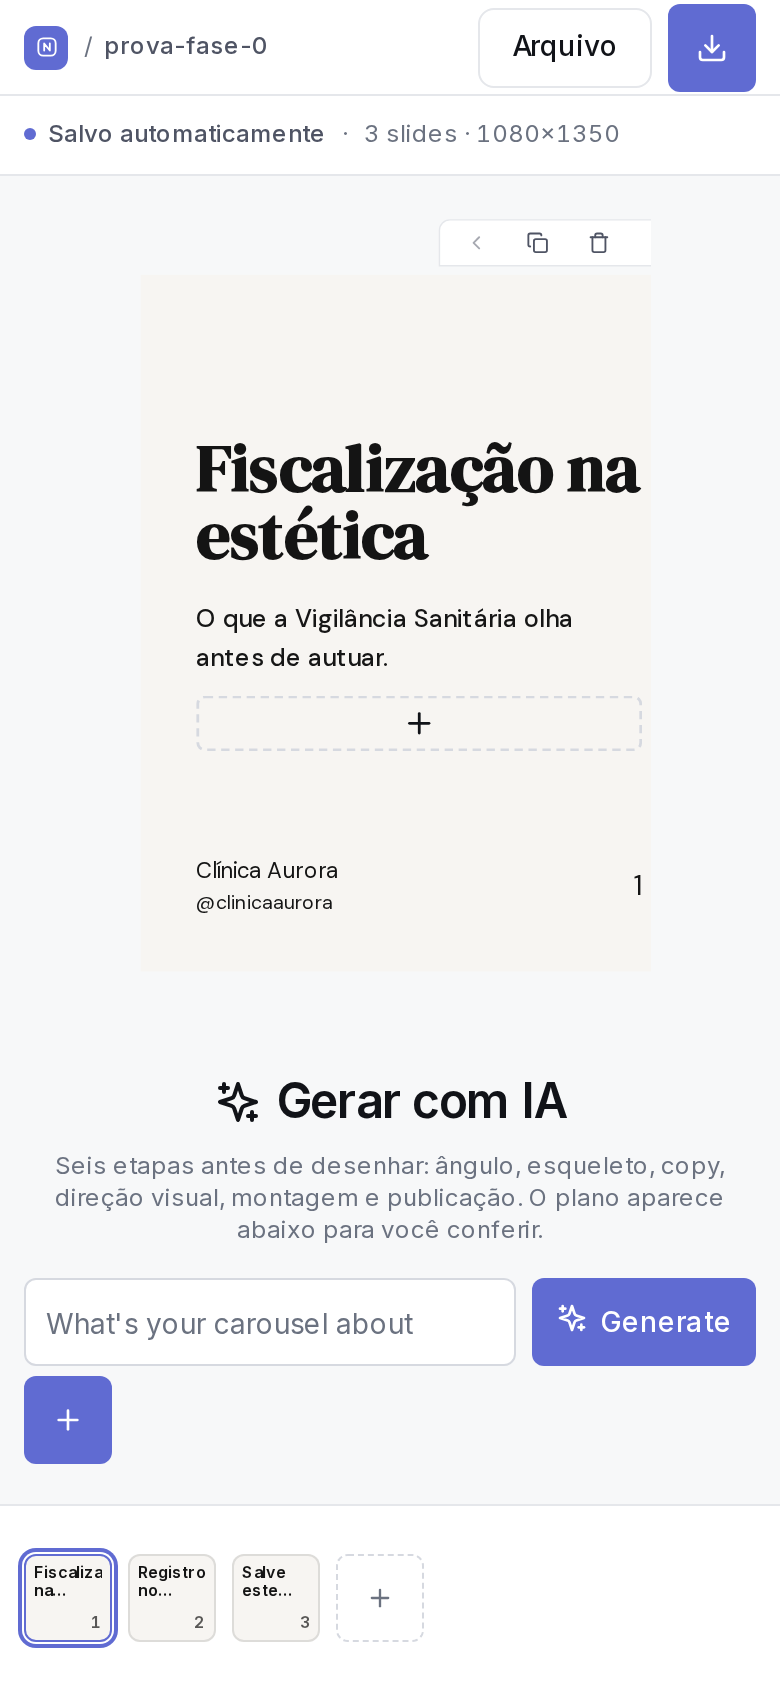 N / prova-fase-0 Arquivo
Salvo automaticamente · 3 slides · 1080×1350
Fiscalização na
estética
O que a Vigilância Sanitária olha
antes de autuar.
Clínica Aurora
@clinicaaurora
1
Gerar com IA
Seis etapas antes de desenhar: ângulo, esqueleto, copy,
direção visual, montagem e publicação. O plano aparece
abaixo para você conferir.
What's your carousel about
Generate
Fiscaliza
na...
1
Registro
no...
2
Salve
este...
3